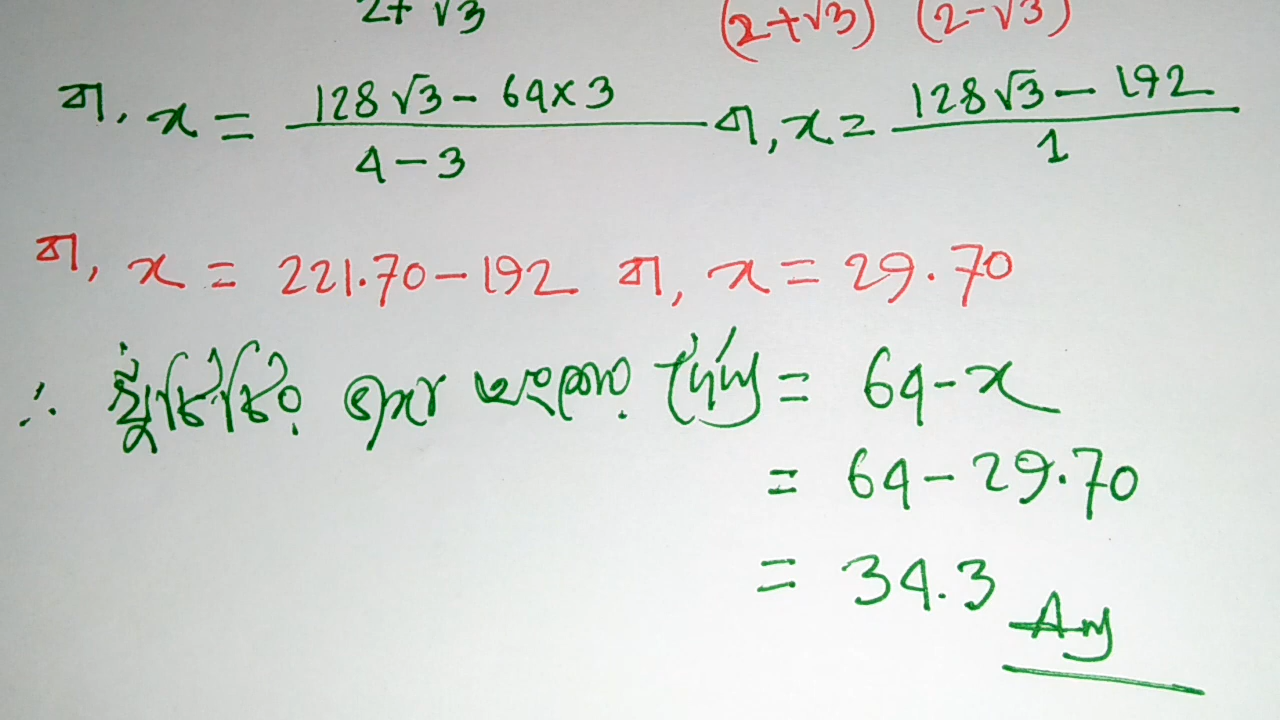 2+√3 (2+√3) (2-√3)
বা, x = (128√3 - 64×3)/(4-3) বা, x = (128√3 - 192)/1
বা, x = 221.70-192 বা, x = 29.70
∴ খুঁটিটির ভাঙ্গা অংশের দৈর্ঘ্য = 64-x
= 64-29.70
= 34.3 Ans